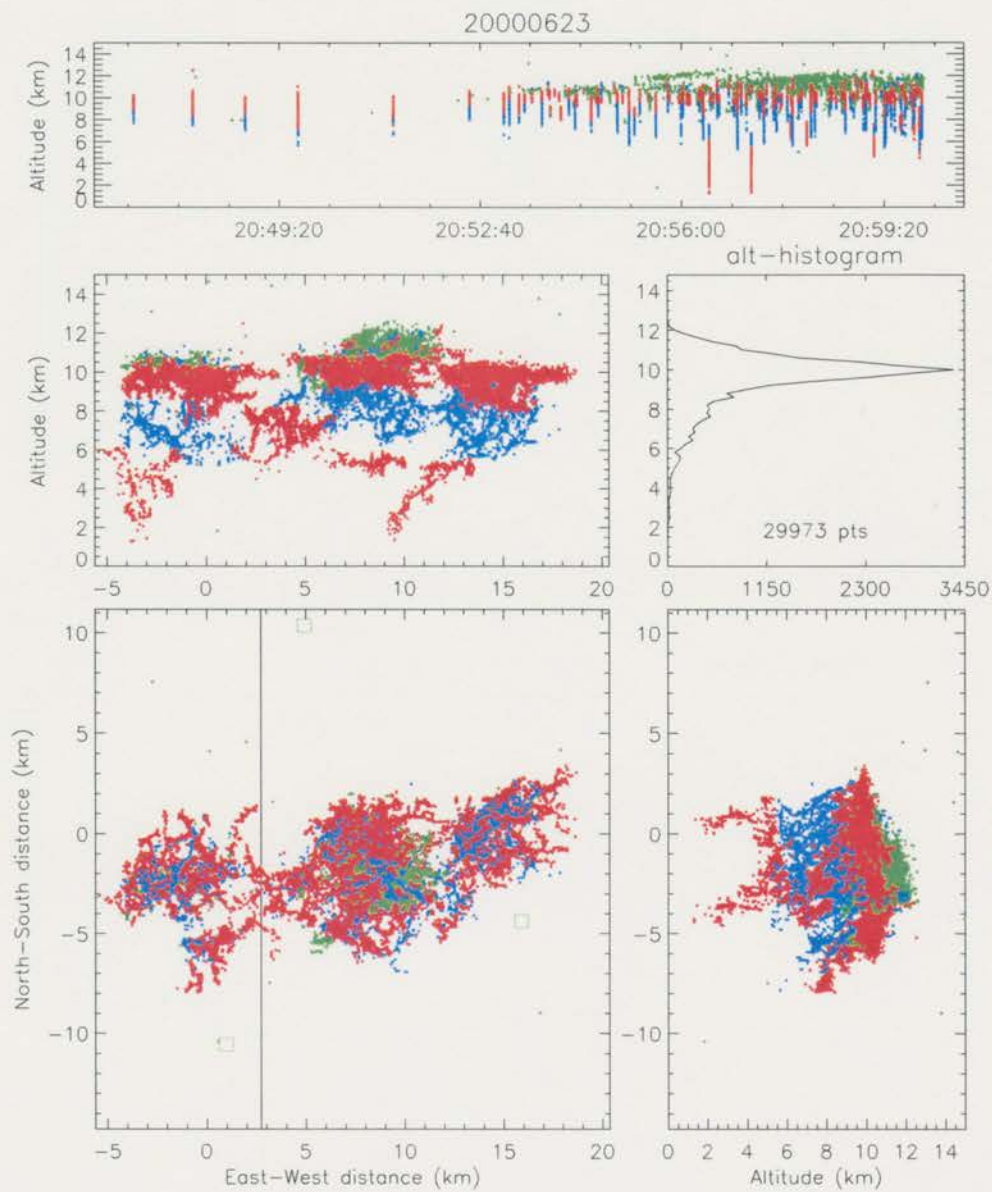 20000623
Altitude (km)
14
12
10
8
6
4
2
0
20:49:20 20:52:40 20:56:00 20:59:20
alt-histogram
Altitude (km)
14
12
10
8
6
4
2
0
-5 0 5 10 15 20
14
12
10
8
6
4
2
0
29973 pts
0 1150 2300 3450
North-South distance (km)
10
5
0
-5
-10
-5 0 5 10 15 20
East-West distance (km)
10
5
0
-5
-10
0 2 4 6 8 10 12 14
Altitude (km)